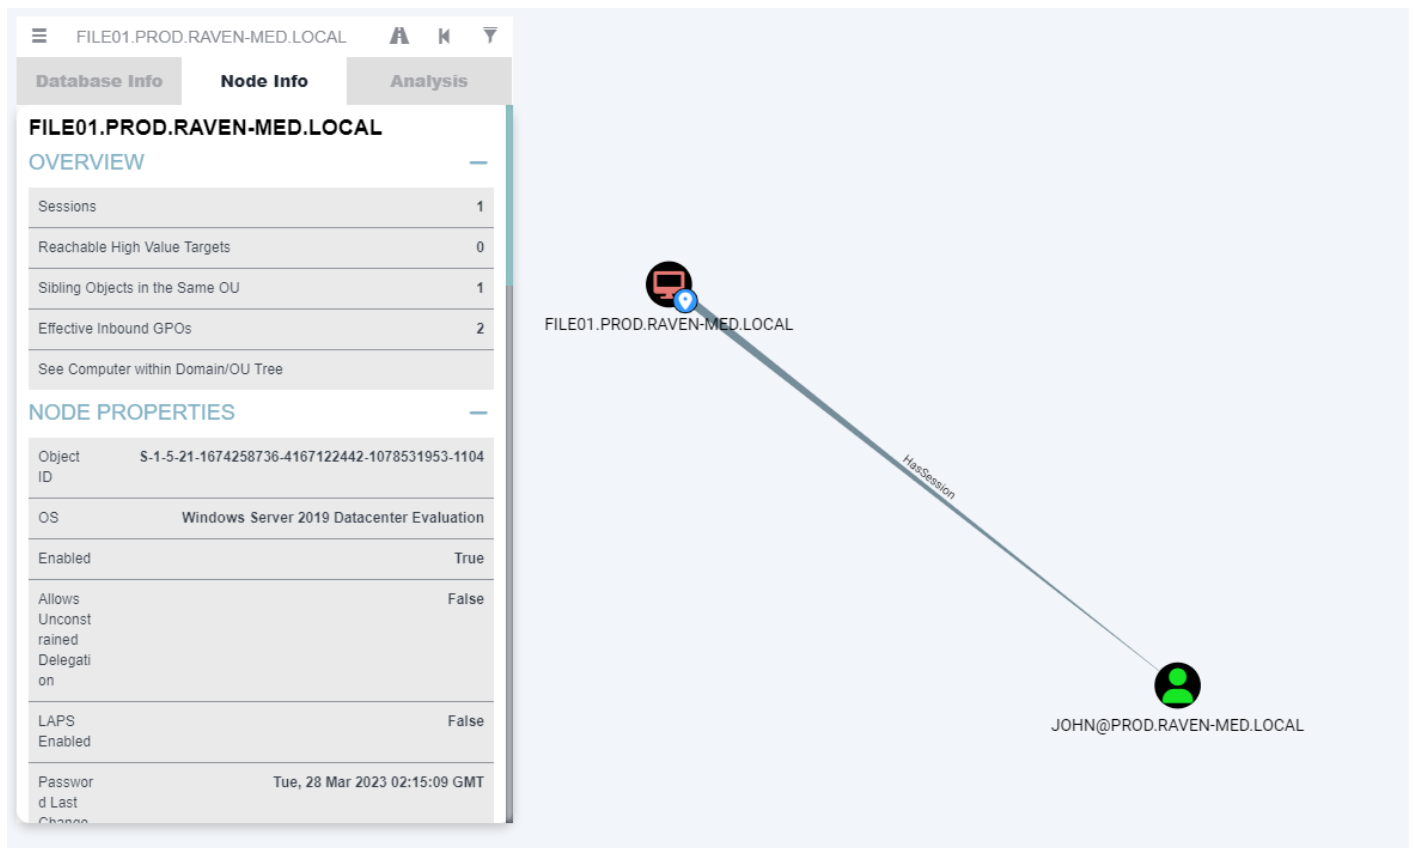 FILE01.PROD.RAVEN-MED.LOCAL
Database Info Node Info Analysis
FILE01.PROD.RAVEN-MED.LOCAL
OVERVIEW
Sessions 1
Reachable High Value Targets 0
Sibling Objects in the Same OU 1
Effective Inbound GPOs 2
See Computer within Domain/OU Tree
NODE PROPERTIES
Object S-1-5-21-1674258736-4167122442-1078531953-1104
ID
OS Windows Server 2019 Datacenter Evaluation
Enabled True
Allows False
Unconst
rained
Delegati
on
LAPS False
Enabled
Passwor Tue, 28 Mar 2023 02:15:09 GMT
d Last
Change
FILE01.PROD.RAVEN-MED.LOCAL
HasSession
JOHN@PROD.RAVEN-MED.LOCAL